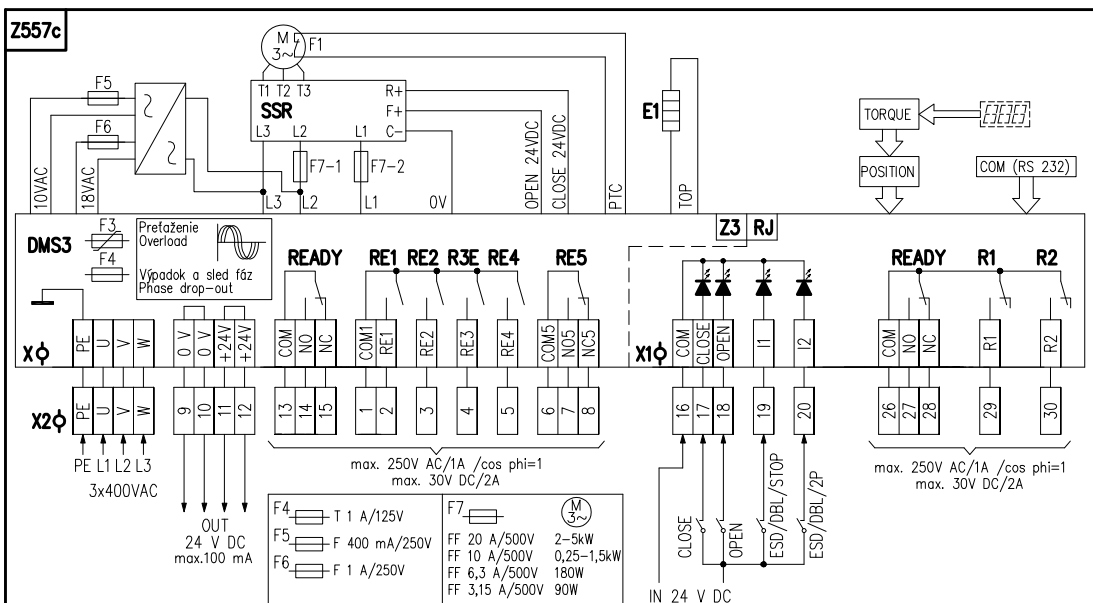 Z557c
M
3~
F1
F5
F6
T1 T2 T3
SSR
R+
F+
C-
L3 L2 L1
F7-1
F7-2
E1
TORQUE
POSITION
COM (RS 232)
10VAC
18VAC
L3 L2 L1
0V
OPEN 24VDC
CLOSE 24VDC
PTC
TOP
DMS3
F3
Preťaženie
Overload
F4
Výpadok a sled fáz
Phase drop-out
Z3 RJ
READY
RE1 RE2 R3E RE4
RE5
READY
R1
R2
X
PE U V W
0 V 0 V +24V +24V
COM NO NC
COM1 RE1 RE2 RE3 RE4
COM5 NO5 NC5
X1
COM CLOSE OPEN I1 I2
COM NO NC R1 R2
X2
PE U V W
9 10 11 12
13 14 15
1 2 3 4 5
6 7 8
16 17 18 19 20
26 27 28 29 30
PE L1 L2 L3
3x400VAC
OUT
24 V DC
max.100 mA
max. 250V AC/1A /cos phi=1
max. 30V DC/2A
max. 250V AC/1A /cos phi=1
max. 30V DC/2A
CLOSE
OPEN
ESD/DBL/STOP
ESD/DBL/2P
IN 24 V DC
F4 T 1 A/125V
F5 F 400 mA/250V
F6 F 1 A/250V
F7
M
3~
FF 20 A/500V 2-5kW
FF 10 A/500V 0,25-1,5kW
FF 6,3 A/500V 180W
FF 3,15 A/500V 90W